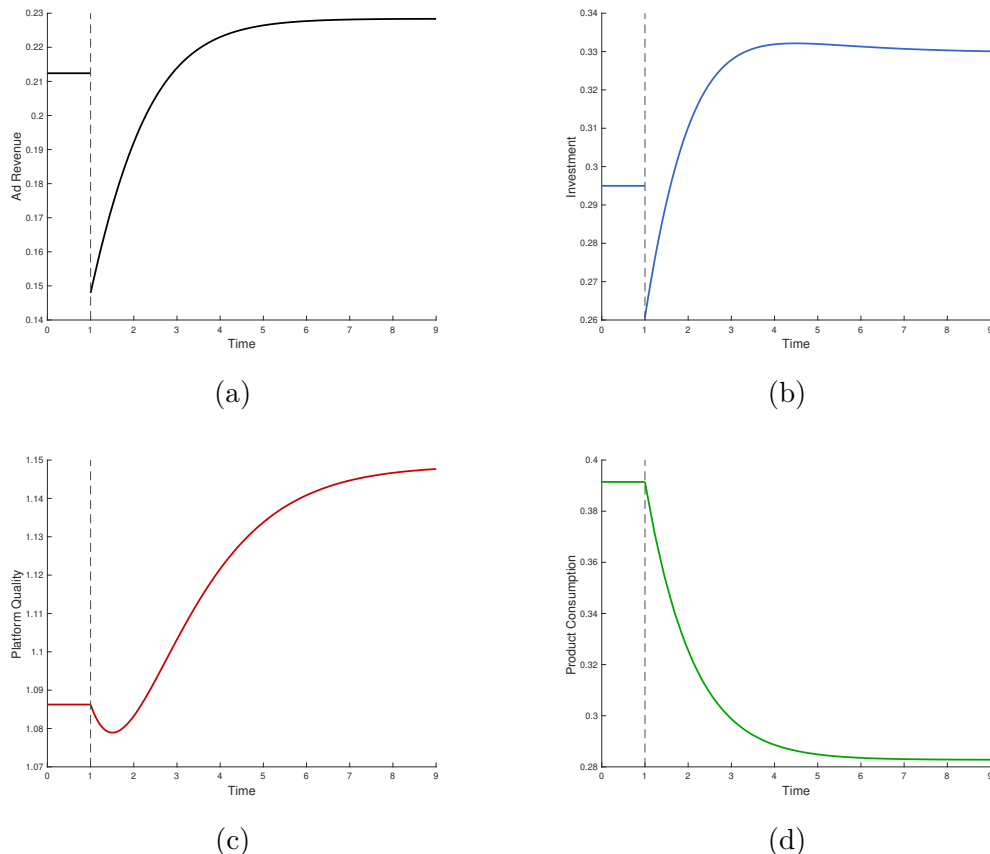 0.23
0.22
0.21
0.2
0.19
0.18
0.17
0.16
0.15
0.14
Ad Revenue
0 1 2 3 4 5 6 7 8 9
Time
(a)
0.34
0.33
0.32
0.31
0.3
0.29
0.28
0.27
0.26
Investment
0 1 2 3 4 5 6 7 8 9
Time
(b)
1.15
1.14
1.13
1.12
1.11
1.1
1.09
1.08
1.07
Platform Quality
0 1 2 3 4 5 6 7 8 9
Time
(c)
0.4
0.38
0.36
0.34
0.32
0.3
0.28
Product Consumption
0 1 2 3 4 5 6 7 8 9
Time
(d)